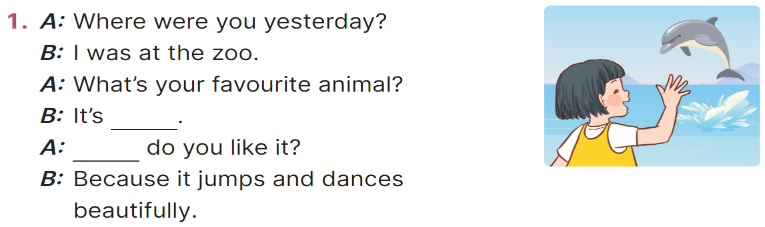 1. A: Where were you yesterday?
B: I was at the zoo.
A: What's your favourite animal?
B: It's ______.
A: ______ do you like it?
B: Because it jumps and dances
beautifully.